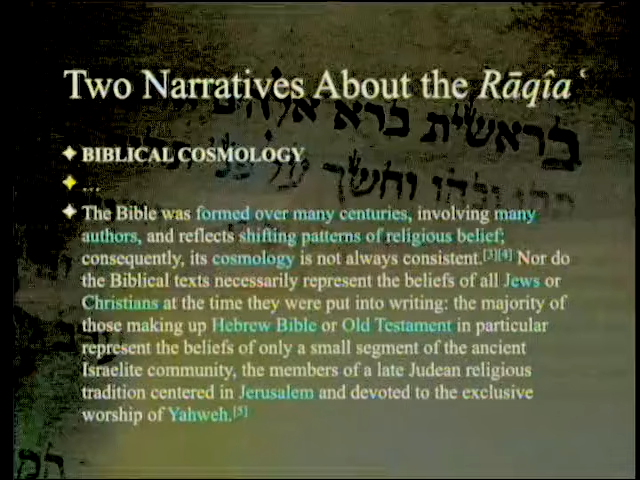 Two Narratives About the Rāqîaʿ
BIBLICAL COSMOLOGY
...
The Bible was formed over many centuries, involving many
authors, and reflects shifting patterns of religious belief;
consequently, its cosmology is not always consistent.[3][4] Nor do
the Biblical texts necessarily represent the beliefs of all Jews or
Christians at the time they were put into writing: the majority of
those making up Hebrew Bible or Old Testament in particular
represent the beliefs of only a small segment of the ancient
Israelite community, the members of a late Judean religious
tradition centered in Jerusalem and devoted to the exclusive
worship of Yahweh.[5]
בראשית ברא אלהים
וחשך על פני